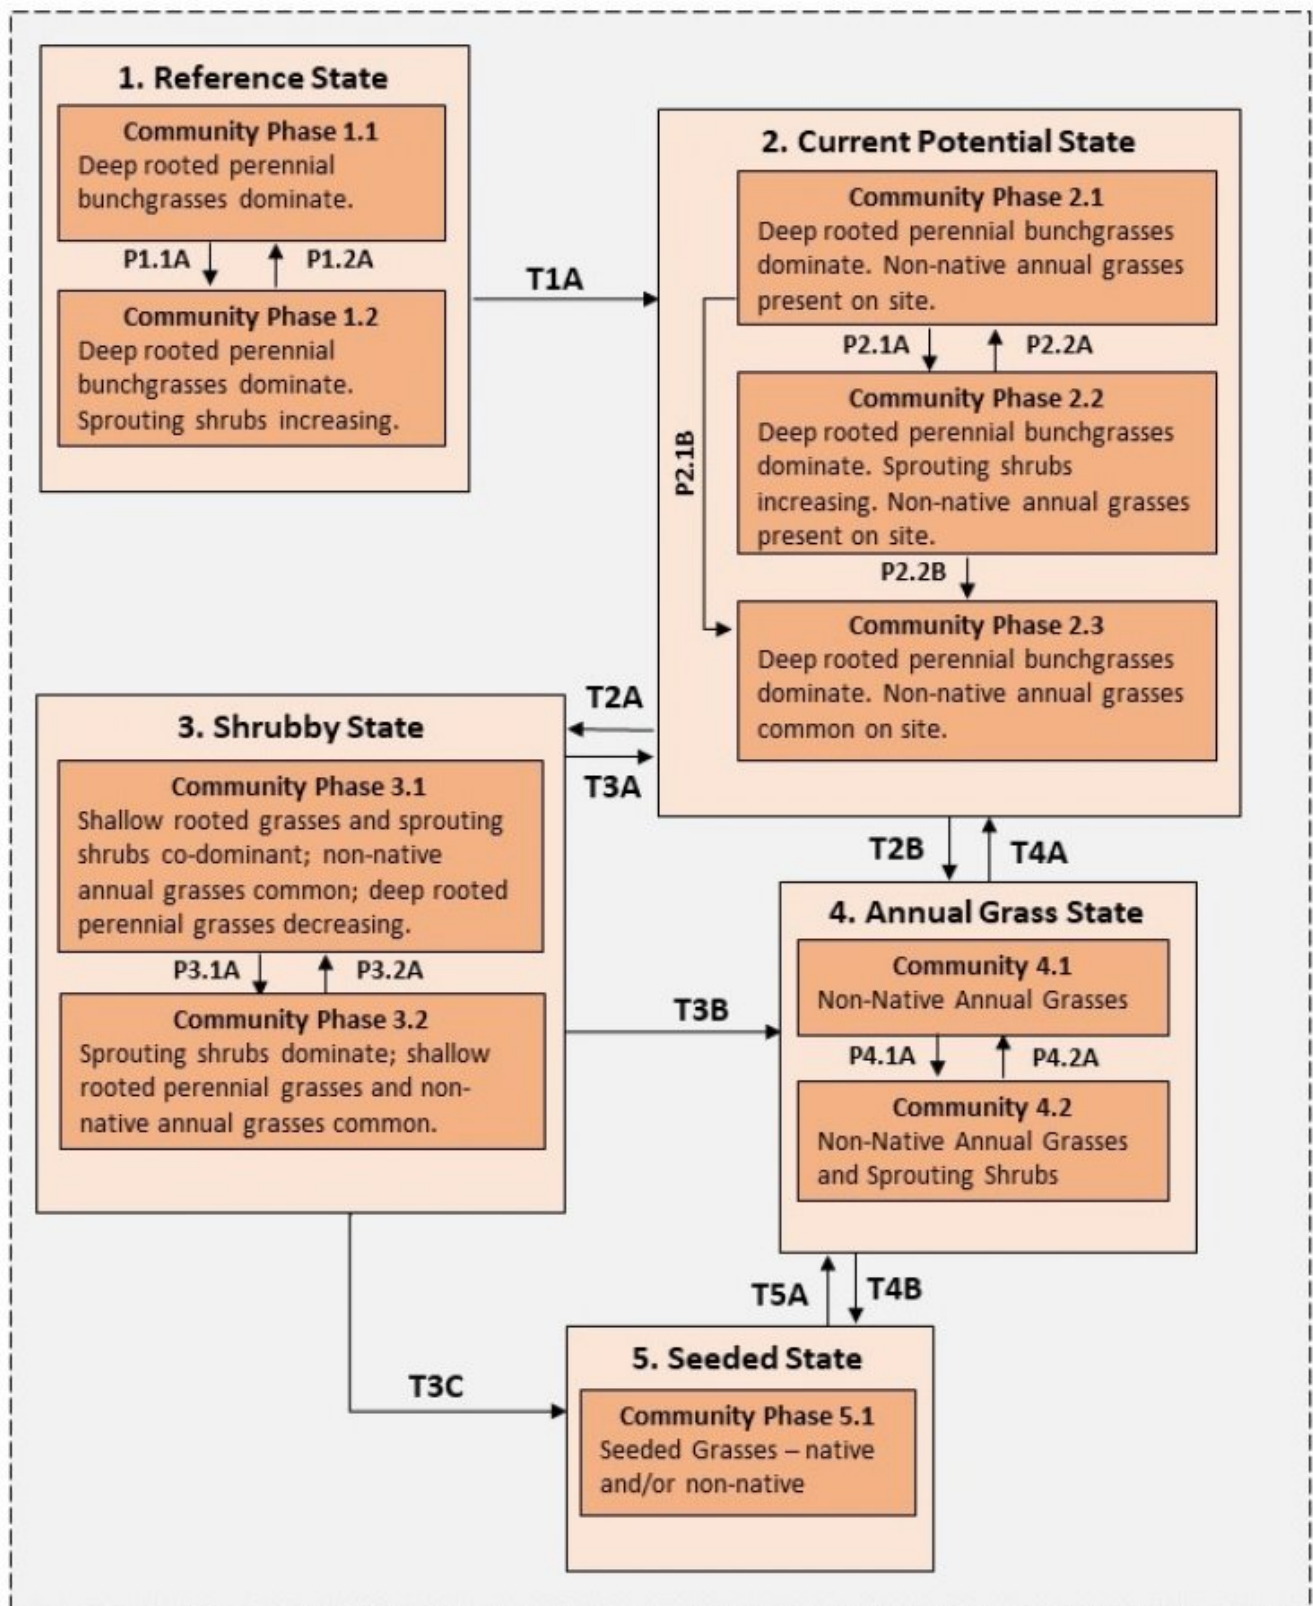 1. Reference State
Community Phase 1.1
Deep rooted perennial
bunchgrasses dominate.
P1.1A
P1.2A
Community Phase 1.2
Deep rooted perennial
bunchgrasses dominate.
Sprouting shrubs increasing.
T1A
2. Current Potential State
Community Phase 2.1
Deep rooted perennial bunchgrasses
dominate. Non-native annual grasses
present on site.
P2.1A
P2.2A
P2.1B
Community Phase 2.2
Deep rooted perennial bunchgrasses
dominate. Sprouting shrubs
increasing. Non-native annual grasses
present on site.
P2.2B
Community Phase 2.3
Deep rooted perennial bunchgrasses
dominate. Non-native annual grasses
common on site.
T2A
T3A
3. Shrubby State
Community Phase 3.1
Shallow rooted grasses and sprouting
shrubs co-dominant; non-native
annual grasses common; deep rooted
perennial grasses decreasing.
P3.1A
P3.2A
Community Phase 3.2
Sprouting shrubs dominate; shallow
rooted perennial grasses and non-
native annual grasses common.
T2B
T4A
T3B
4. Annual Grass State
Community 4.1
Non-Native Annual Grasses
P4.1A
P4.2A
Community 4.2
Non-Native Annual Grasses
and Sprouting Shrubs
T5A
T4B
T3C
5. Seeded State
Community Phase 5.1
Seeded Grasses – native
and/or non-native